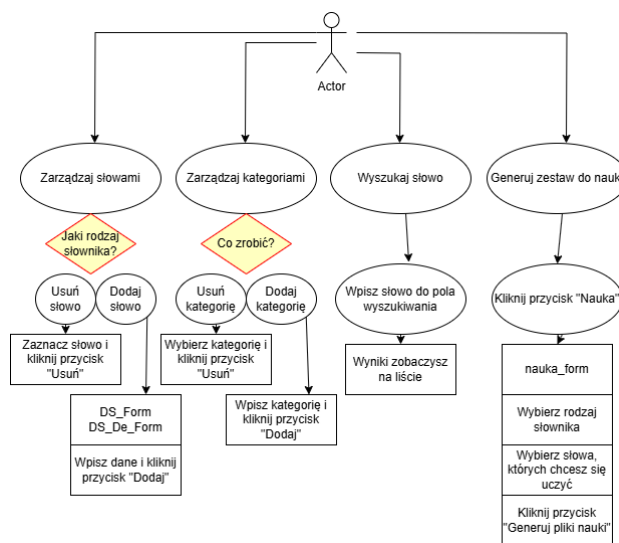 Actor
Zarządzaj słowami
Zarządzaj kategoriami
Wyszukaj słowo
Generuj zestaw do nauk
Jaki rodzaj
słownika?
Co zrobić?
Usuń
słowo
Dodaj
słowo
Usuń
kategorię
Dodaj
kategorię
Wpisz słowo do pola
wyszukiwania
Kliknij przycisk "Nauka"
Zaznacz słowo i
kliknij przycisk
"Usuń"
Wybierz kategorię i
kliknij przycisk
"Usuń"
Wyniki zobaczysz
na liście
nauka_form
DS_Form
DS_De_Form
Wpisz dane i kliknij
przycisk "Dodaj"
Wpisz kategorię i
kliknij przycisk
"Dodaj"
Wybierz rodzaj
słownika
Wybierz słowa,
których chcesz się
uczyć
Kliknij przycisk
"Generuj pliki nauki"